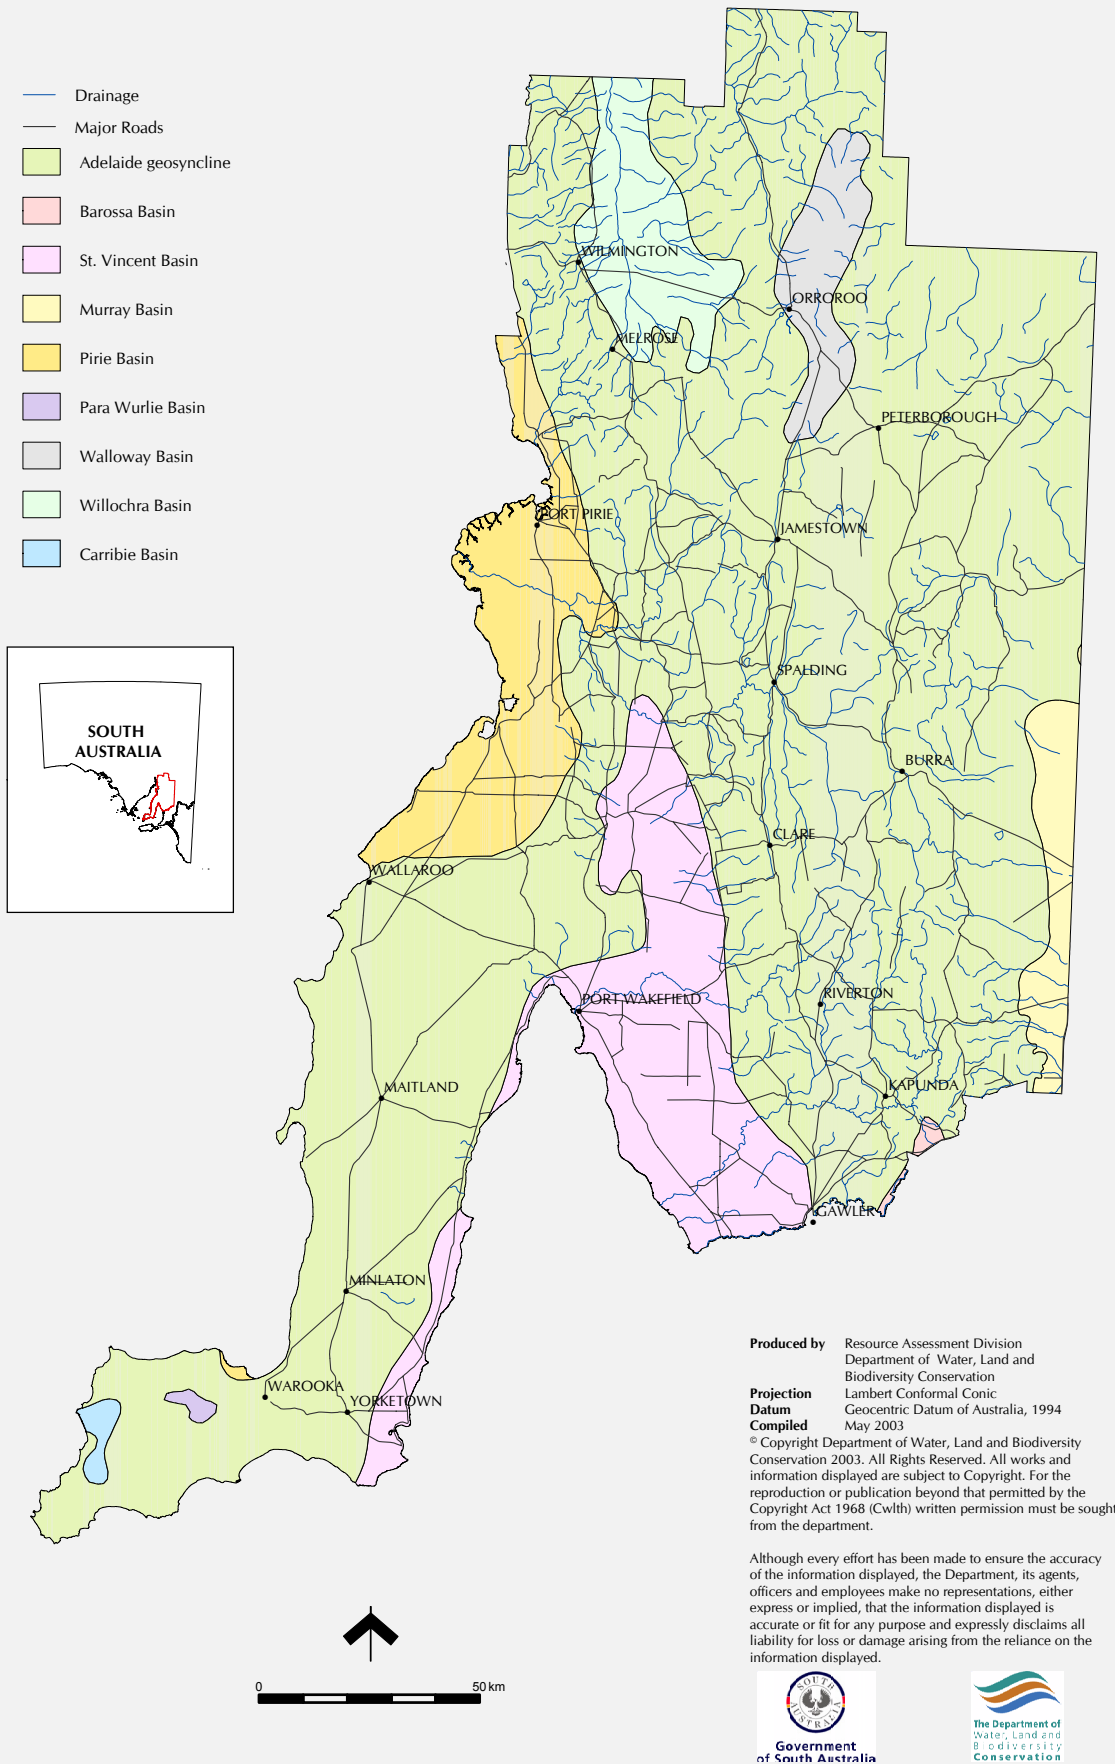 Drainage
Major Roads
Adelaide geosyncline
Barossa Basin
St. Vincent Basin
Murray Basin
Pirie Basin
Para Wurlie Basin
Walloway Basin
Willochra Basin
Carribie Basin
SOUTH
AUSTRALIA
WILMINGTON
ORROROO
MELROSE
PETERBOROUGH
PORT PIRIE
JAMESTOWN
SPALDING
BURRA
CLARE
WALLAROO
RIVERTON
PORT WAKEFIELD
MAITLAND
KAPUNDA
GAWLER
MINLATON
WAROOKA
YORKETOWN
Produced by Resource Assessment Division
Department of Water, Land and
Biodiversity Conservation
Projection Lambert Conformal Conic
Datum Geocentric Datum of Australia, 1994
Compiled May 2003
© Copyright Department of Water, Land and Biodiversity
Conservation 2003. All Rights Reserved. All works and
information displayed are subject to Copyright. For the
reproduction or publication beyond that permitted by the
Copyright Act 1968 (Cwlth) written permission must be sought
from the department.
Although every effort has been made to ensure the accuracy
of the information displayed, the Department, its agents,
officers and employees make no representations, either
express or implied, that the information displayed is
accurate or fit for any purpose and expressly disclaims all
liability for loss or damage arising from the reliance on the
information displayed.
0 50 km
SOUTH
AUSTRALIA
Government
of South Australia
The Department of
Water, Land and
Biodiversity
Conservation